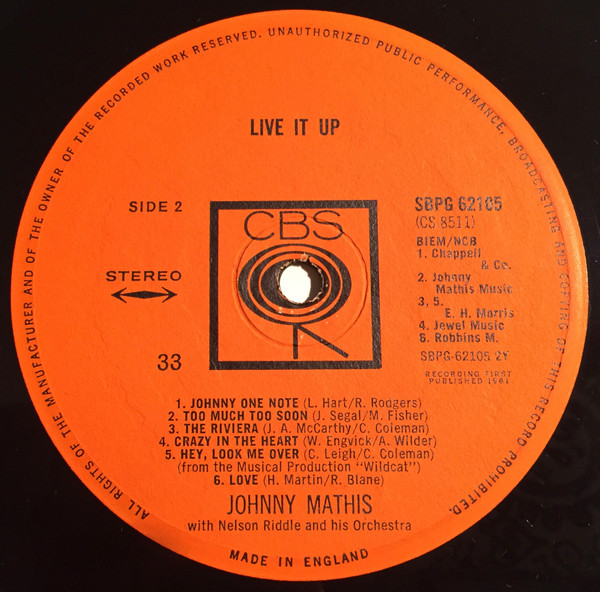 ALL RIGHTS OF THE MANUFACTURER AND OF THE OWNER OF THE RECORDED WORK RESERVED. UNAUTHORIZED PUBLIC PERFORMANCE, BROADCASTING AND COPYING OF THIS RECORD PROHIBITED.
LIVE IT UP
SIDE 2
STEREO
33
CBS
SBPG 62105
(CS 8511)
BIEM/NCB
1. Chappell
& Co.
2. Johnny
Mathis Music
3, 5.
E. H. Morris
4. Jewel Music
6. Robbins M.
SBPG-62105 2Y
RECORDING FIRST
PUBLISHED 1961
1. JOHNNY ONE NOTE (L. Hart/R. Rodgers)
2. TOO MUCH TOO SOON (J. Segal/M. Fisher)
3. THE RIVIERA (J. A. McCarthy/C. Coleman)
4. CRAZY IN THE HEART (W. Engvick/A. Wilder)
5. HEY, LOOK ME OVER (C. Leigh/C. Coleman)
(from the Musical Production "Wildcat")
6. LOVE (H. Martin/R. Blane)
JOHNNY MATHIS
with Nelson Riddle and his Orchestra
MADE IN ENGLAND